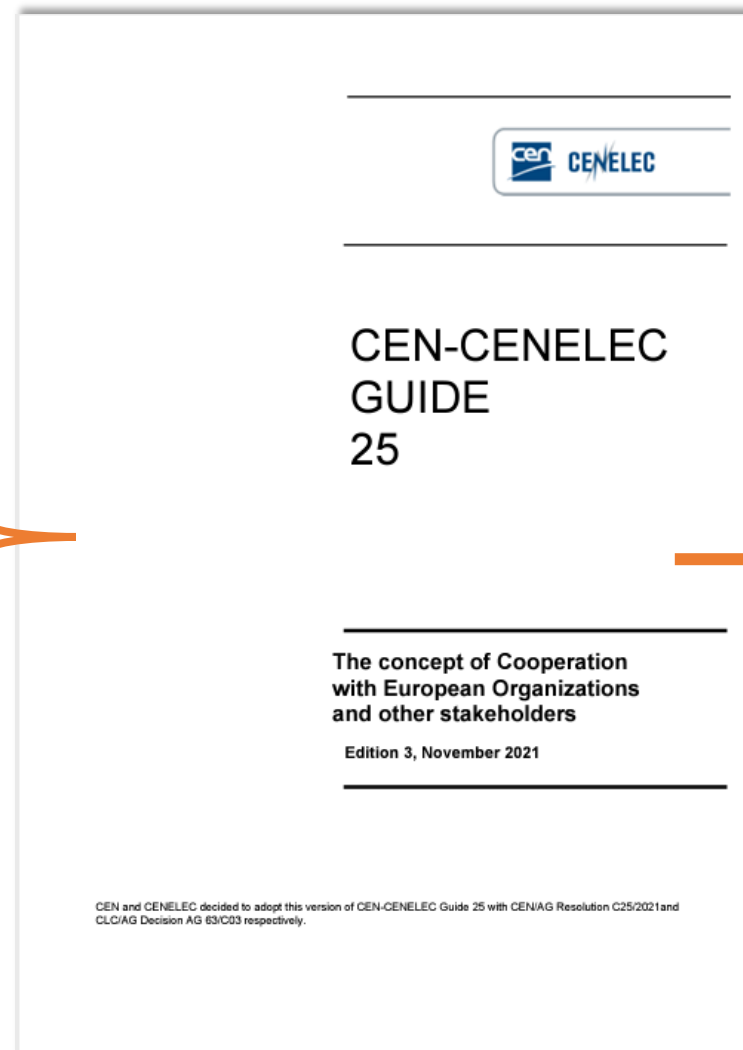 cen CENELEC
CEN-CENELEC
GUIDE
25
The concept of Cooperation
with European Organizations
and other stakeholders
Edition 3, November 2021
CEN and CENELEC decided to adopt this version of CEN-CENELEC Guide 25 with CEN/AG Resolution C25/2021and
CLC/AG Decision AG 63/C03 respectively.